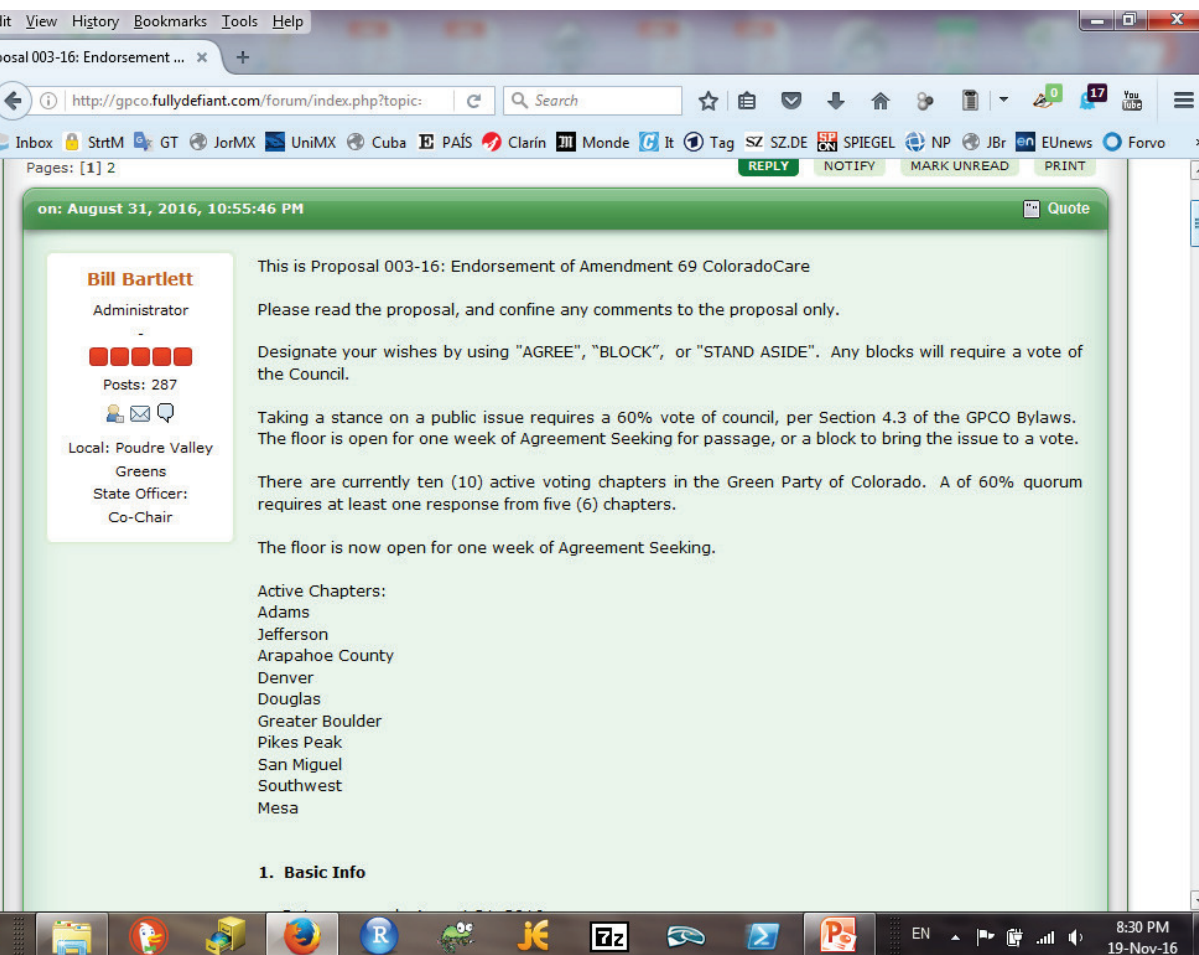 View History Bookmarks Tools Help
posal 003-16: Endorsement ...
http://gpco.fullydefiant.com/forum/index.php?topic:
Search
0
17
You
Tube
Inbox StrtM GT JorMX UniMX Cuba PAÍS Clarín Monde It Tag SZ.DE SPIEGEL NP JBr EUnews Forvo
Pages: [1] 2
REPLY NOTIFY MARK UNREAD PRINT
on: August 31, 2016, 10:55:46 PM
Quote
Bill Bartlett
Administrator
-
Posts: 287
Local: Poudre Valley
Greens
State Officer:
Co-Chair
This is Proposal 003-16: Endorsement of Amendment 69 ColoradoCare
Please read the proposal, and confine any comments to the proposal only.
Designate your wishes by using "AGREE", “BLOCK”, or "STAND ASIDE". Any blocks will require a vote of
the Council.
Taking a stance on a public issue requires a 60% vote of council, per Section 4.3 of the GPCO Bylaws.
The floor is open for one week of Agreement Seeking for passage, or a block to bring the issue to a vote.
There are currently ten (10) active voting chapters in the Green Party of Colorado. A of 60% quorum
requires at least one response from five (6) chapters.
The floor is now open for one week of Agreement Seeking.
Active Chapters:
Adams
Jefferson
Arapahoe County
Denver
Douglas
Greater Boulder
Pikes Peak
San Miguel
Southwest
Mesa
1. Basic Info
R
7z
EN
8:30 PM
19-Nov-16